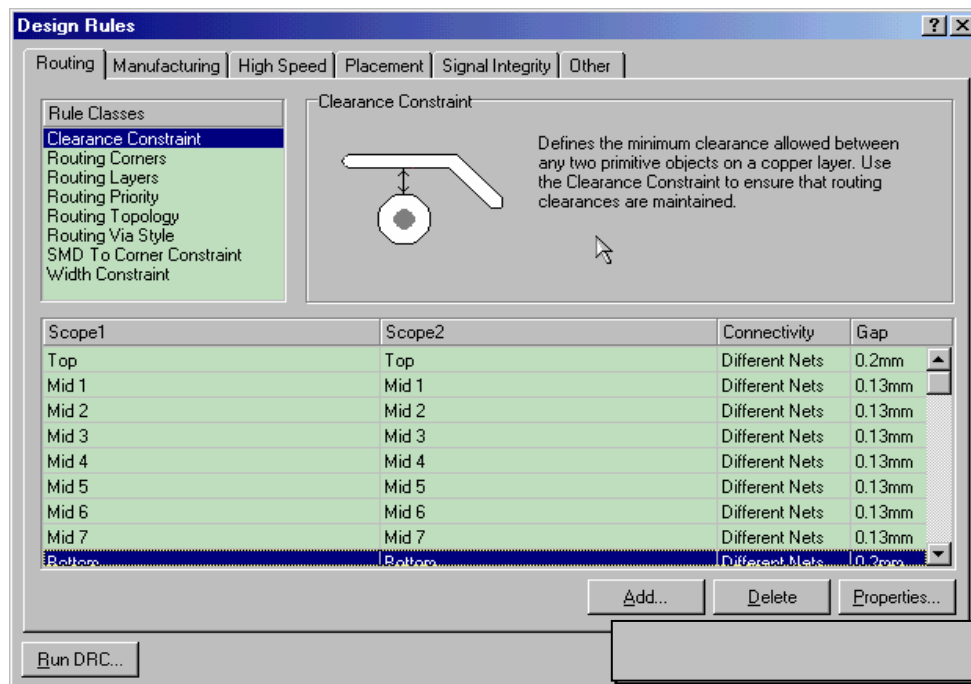 Design Rules
Routing Manufacturing High Speed Placement Signal Integrity Other
Rule Classes
Clearance Constraint
Routing Corners
Routing Layers
Routing Priority
Routing Topology
Routing Via Style
SMD To Corner Constraint
Width Constraint
Clearance Constraint
Defines the minimum clearance allowed between
any two primitive objects on a copper layer. Use
the Clearance Constraint to ensure that routing
clearances are maintained.
Scope1 Scope2 Connectivity Gap
Top Top Different Nets 0.2mm
Mid 1 Mid 1 Different Nets 0.13mm
Mid 2 Mid 2 Different Nets 0.13mm
Mid 3 Mid 3 Different Nets 0.13mm
Mid 4 Mid 4 Different Nets 0.13mm
Mid 5 Mid 5 Different Nets 0.13mm
Mid 6 Mid 6 Different Nets 0.13mm
Mid 7 Mid 7 Different Nets 0.13mm
Bottom Bottom Different Nets 0.2mm
Add... Delete Properties...
Run DRC...